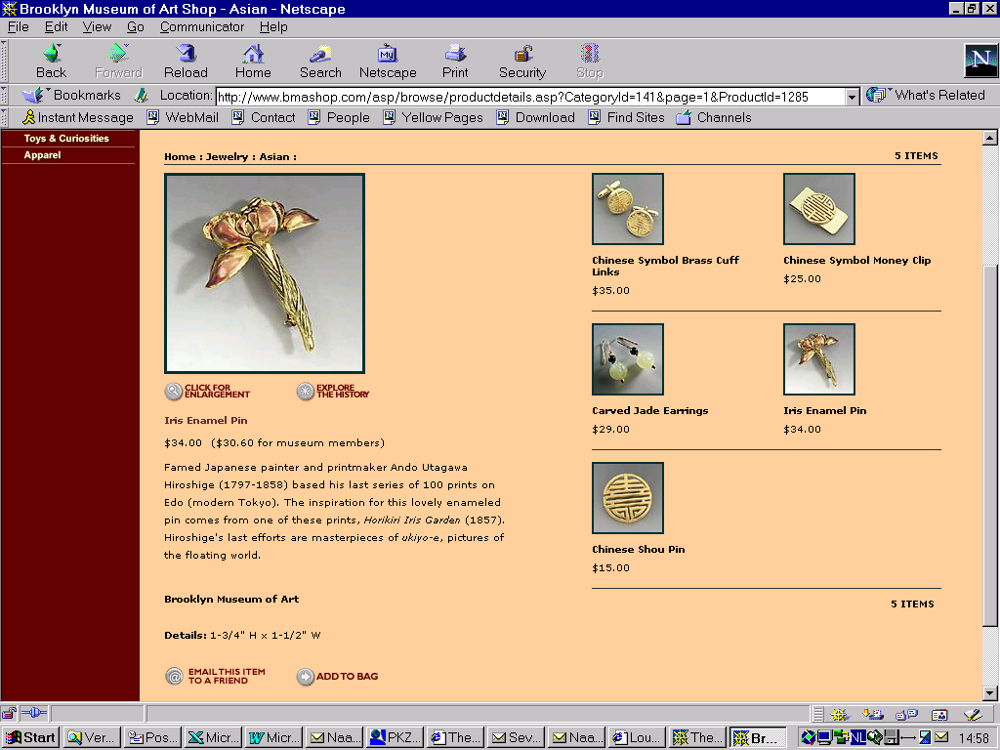 Brooklyn Museum of Art Shop - Asian - Netscape
File Edit View Go Communicator Help
Back Forward Reload Home Search Netscape Print Security Stop
My
N
Bookmarks Location: http://www.bmashop.com/asp/browse/productdetails.asp?CategoryId=141&page=1&ProductId=1285 What's Related
Instant Message WebMail Contact People Yellow Pages Download Find Sites Channels
Toys & Curiosities
Apparel
Home : Jewelry : Asian :
5 ITEMS
CLICK FOR
ENLARGEMENT
EXPLORE
THE HISTORY
Iris Enamel Pin
$34.00 ($30.60 for museum members)
Famed Japanese painter and printmaker Ando Utagawa
Hiroshige (1797-1858) based his last series of 100 prints on
Edo (modern Tokyo). The inspiration for this lovely enameled
pin comes from one of these prints, Horikiri Iris Garden (1857).
Hiroshige's last efforts are masterpieces of ukiyo-e, pictures of
the floating world.
Brooklyn Museum of Art
Details: 1-3/4" H x 1-1/2" W
@ EMAIL THIS ITEM
TO A FRIEND
ADD TO BAG
Chinese Symbol Brass Cuff
Links
$35.00
Chinese Symbol Money Clip
$25.00
Carved Jade Earrings
$29.00
Iris Enamel Pin
$34.00
Chinese Shou Pin
$15.00
5 ITEMS
Start Ver... Pos... Micr... Micr... Naa... PKZ... The... Sev... Naa... Lou... The... Br... NL 14:58